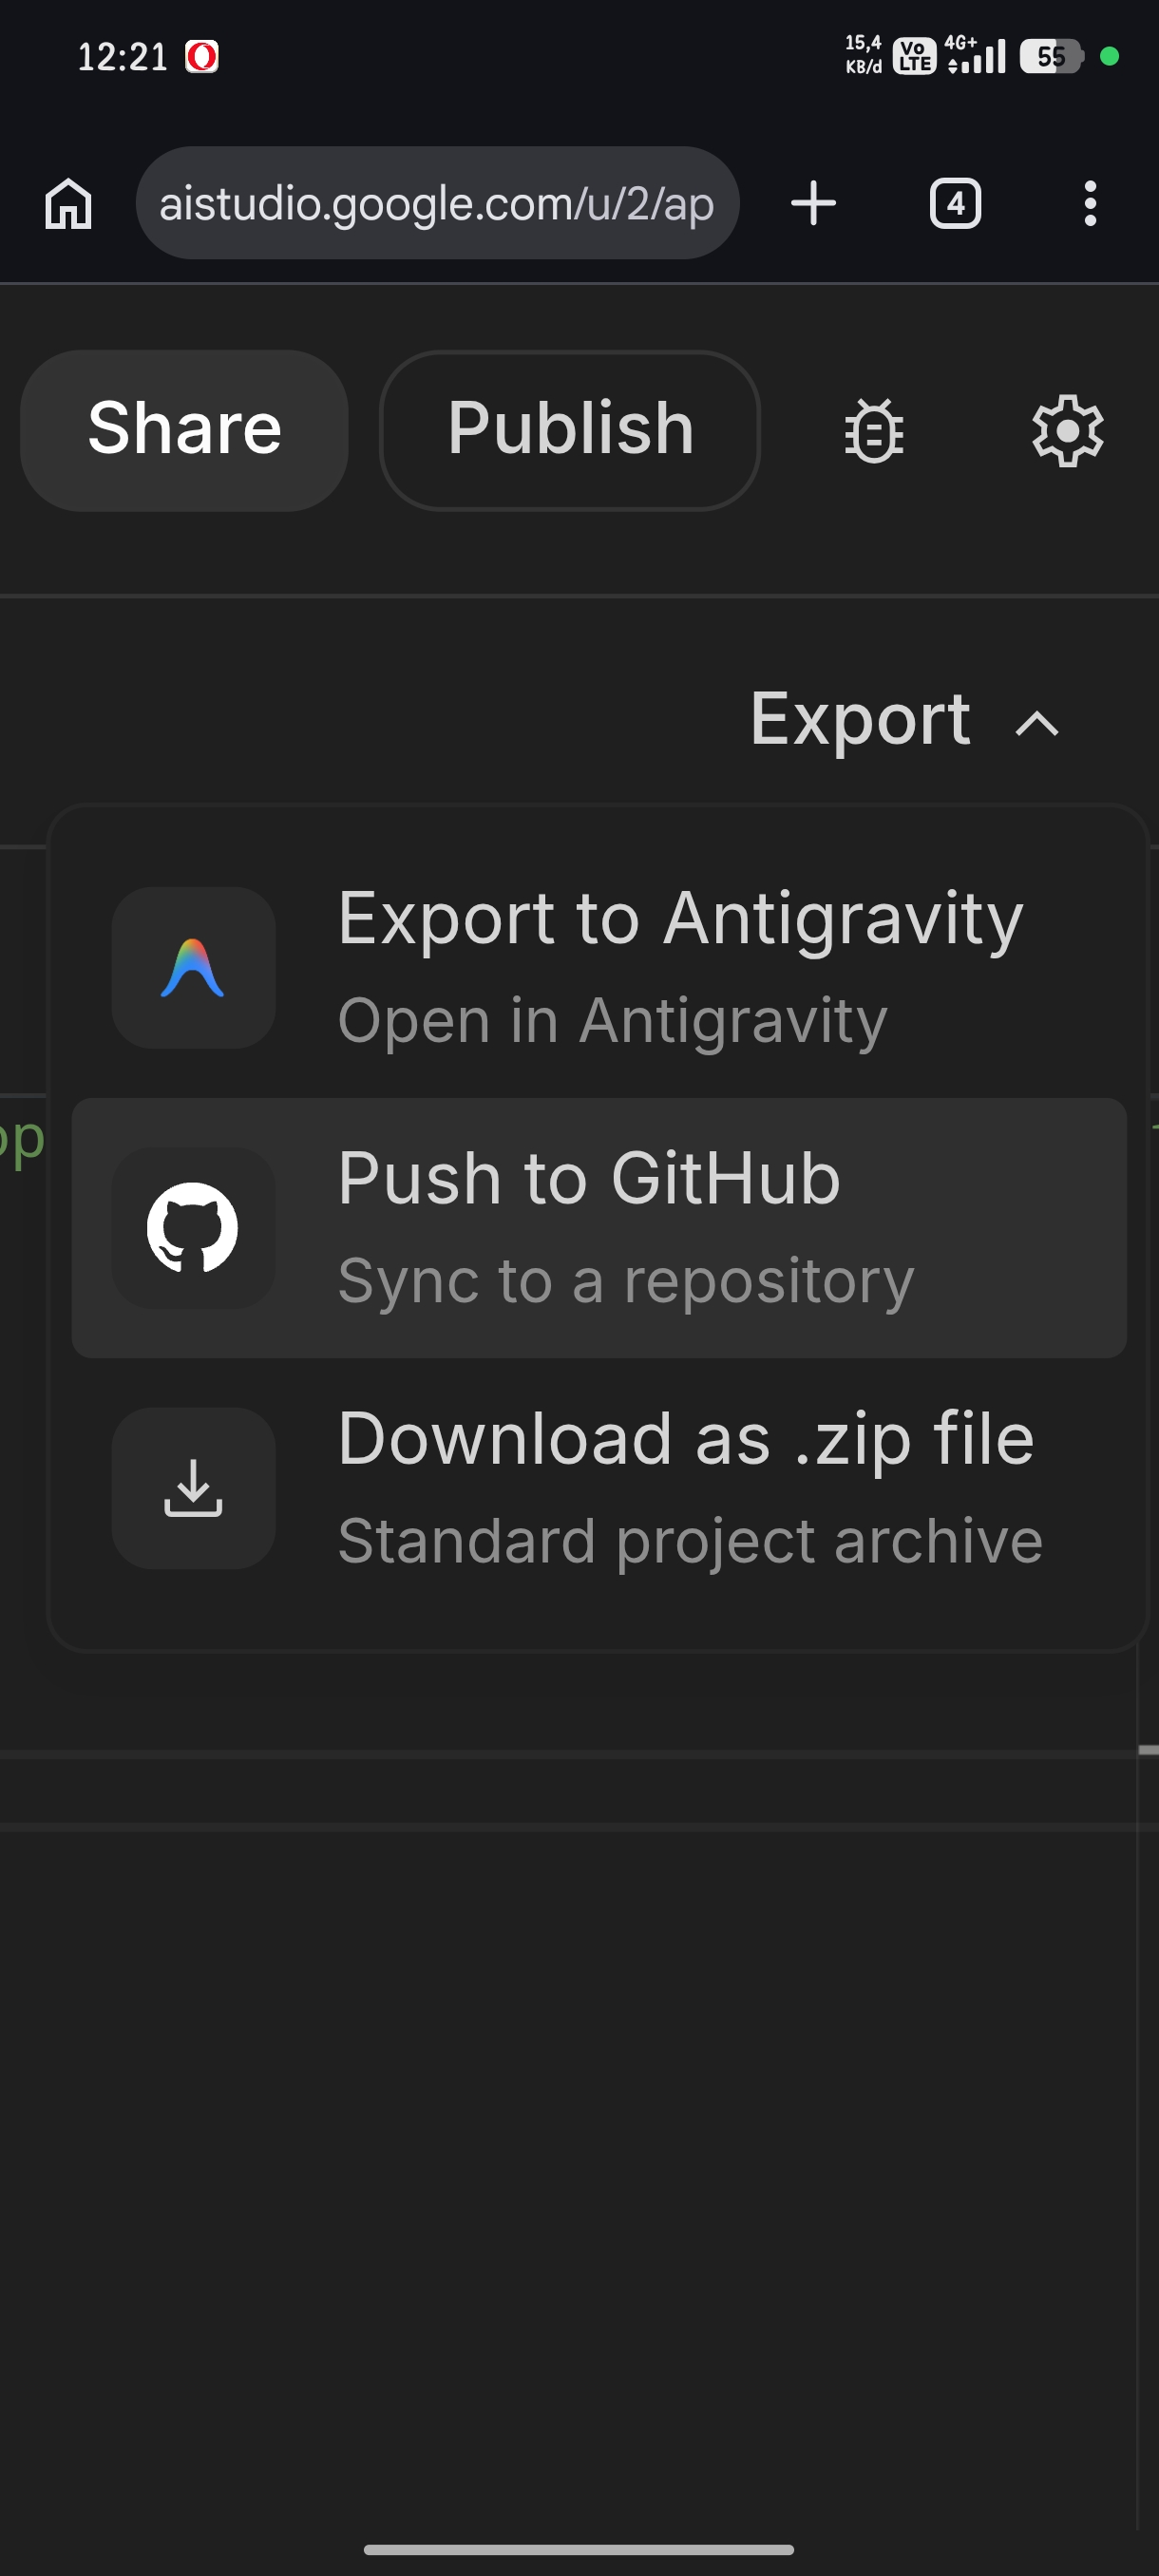 12:21
15,4
KB/d
Vo
LTE
4G+
55
aistudio.google.com/u/2/ap
4
Share
Publish
Export
Export to Antigravity
Open in Antigravity
op
Push to GitHub
Sync to a repository
Download as .zip file
Standard project archive